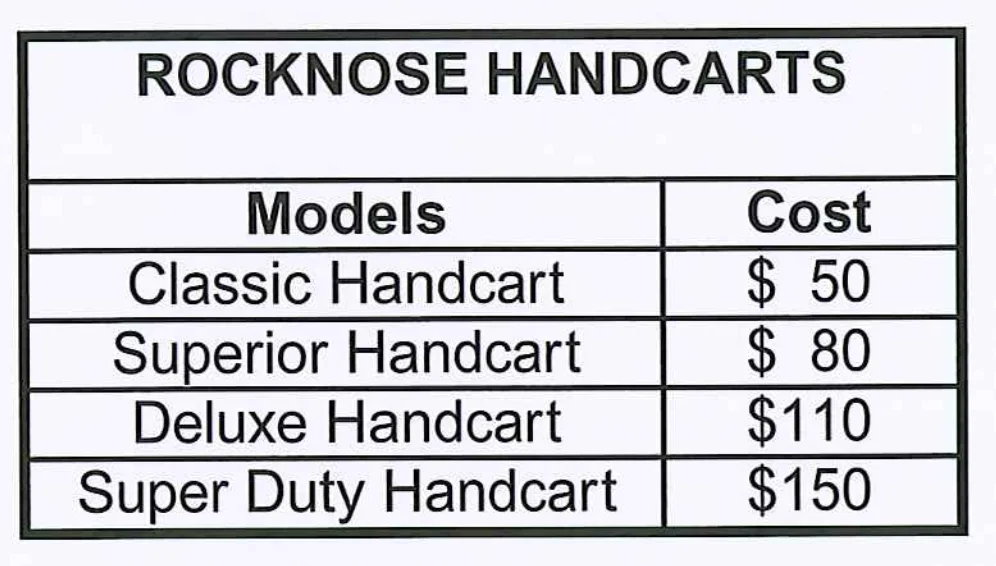 ROCKNOSE HANDCARTS
Models Cost
Classic Handcart $ 50
Superior Handcart $ 80
Deluxe Handcart $110
Super Duty Handcart $150